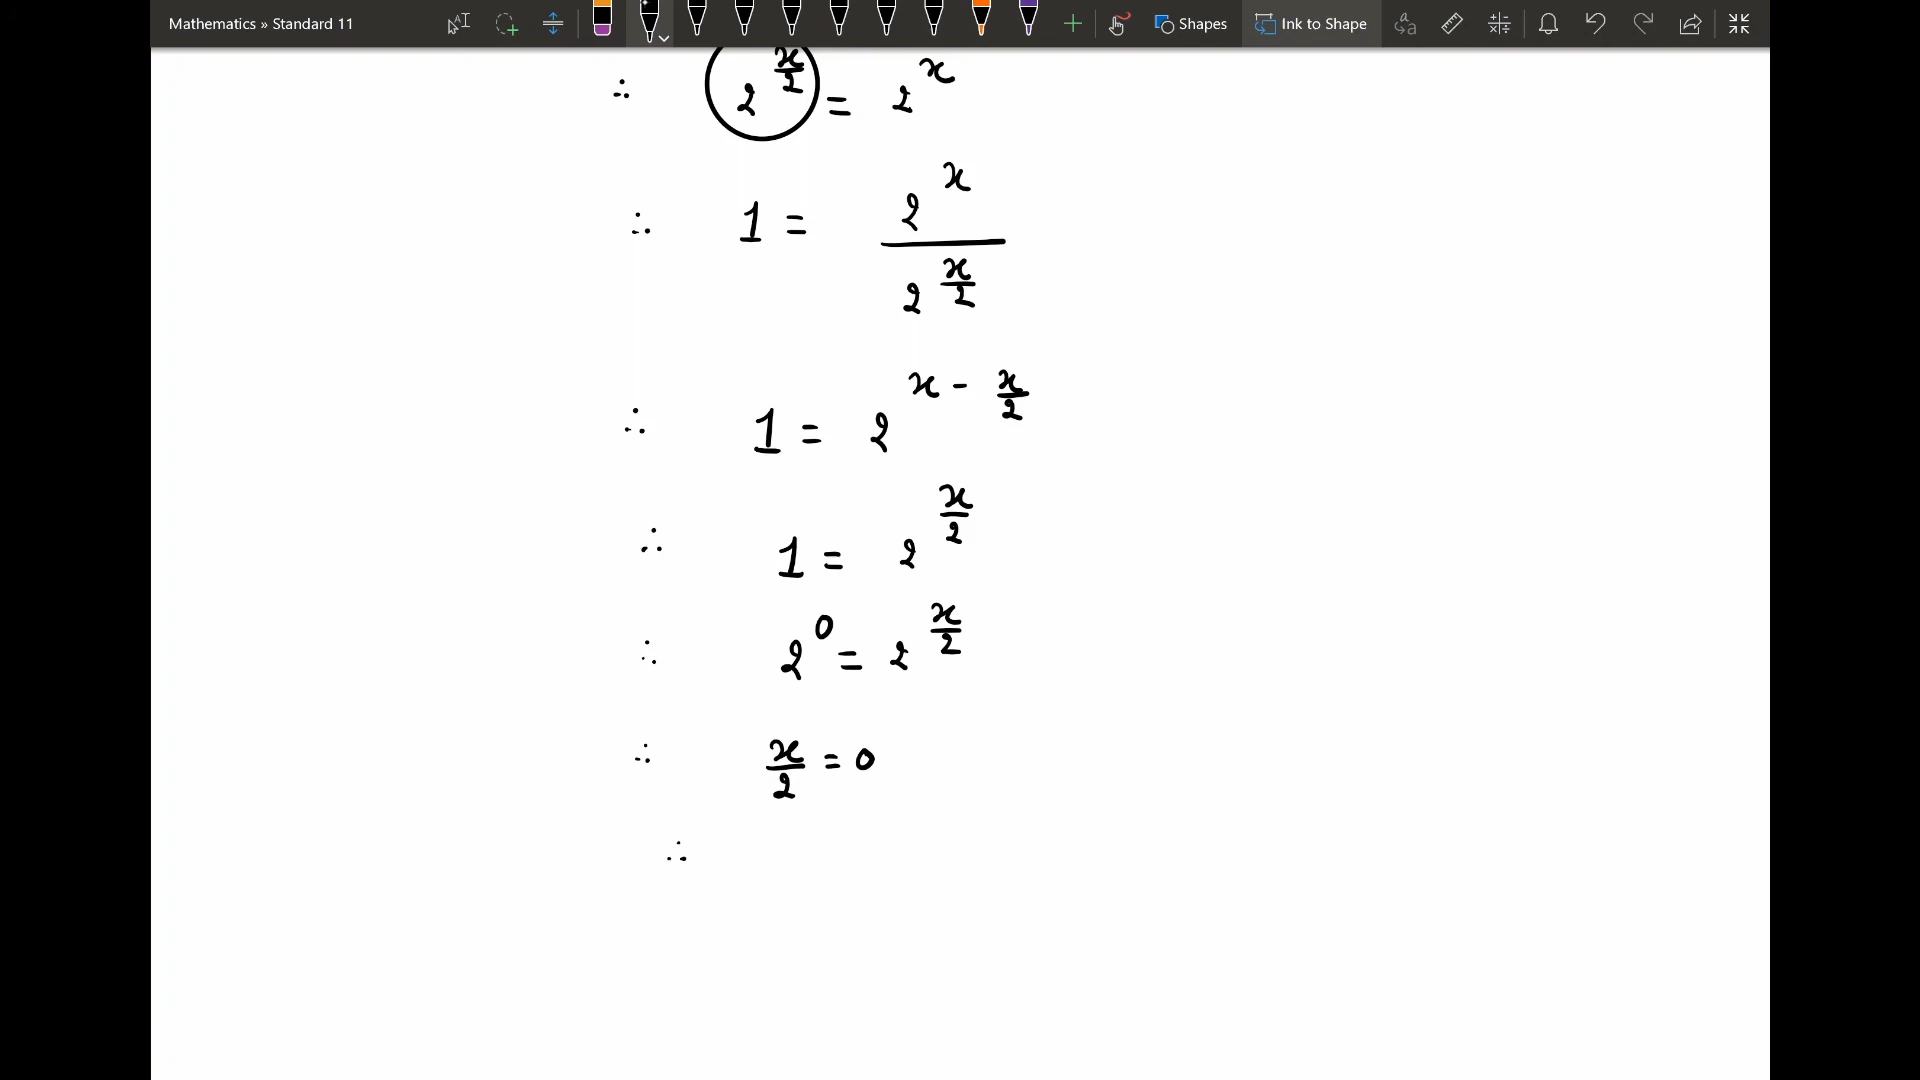 Mathematics » Standard 11
Shapes
Ink to Shape
∴ 2^(x/2) = 2^x
∴ 1 = 2^x / 2^(x/2)
∴ 1 = 2^(x - x/2)
∴ 1 = 2^(x/2)
∴ 2^0 = 2^(x/2)
∴ x/2 = 0
∴